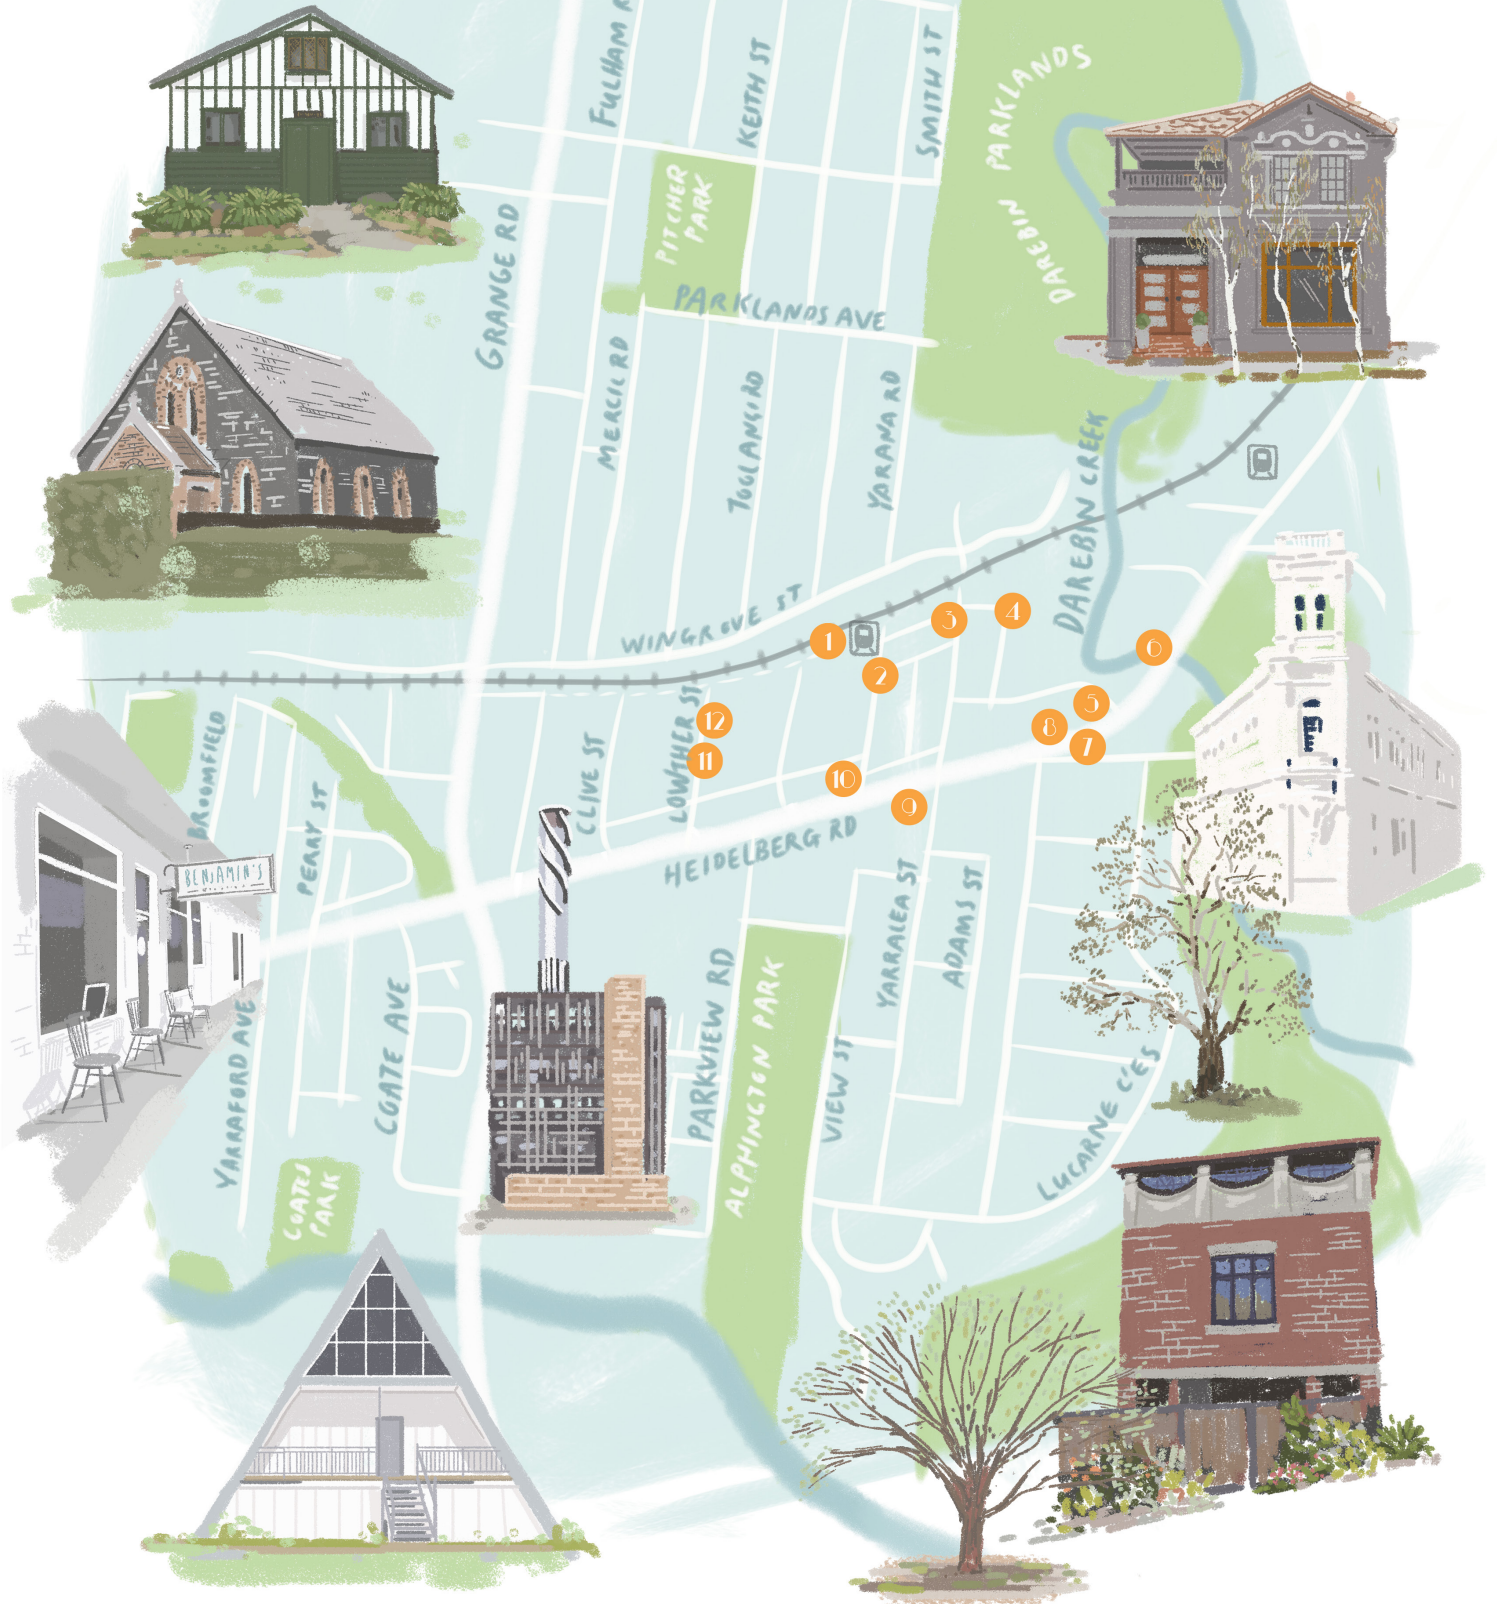 FULHAM R
KEITH ST
SMITH ST
DAREBIN PARKLANDS
PITCHER
PARK
GRANGE RD
PARKLANDS AVE
MERCIL RD
TOOLANGI RD
YARANA RD
DAREBIN CREEK
WINGROVE ST
1
2
3
4
5
6
7
8
9
10
11
12
BROOMFIELD
PERRY ST
CLIVE ST
LOWTHER ST
HEIDELBERG RD
BENJAMIN'S
YARRAFORD AVE
COATE AVE
PARKVIEW RD
ALPHINGTON PARK
VIEW ST
YARRALEA ST
ADAMS ST
LUCARNE C'ES
COATES
PARK